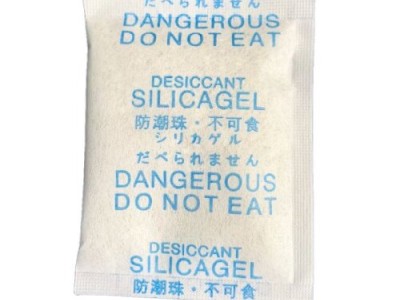 だべられません
DANGEROUS
DO NOT EAT
DESICCANT
SILICAGEL
防潮珠・不可食
シリカゲル
だべられません
DANGEROUS
DO NOT EAT
DESICCANT
SILICAGEL
防潮珠・不可食